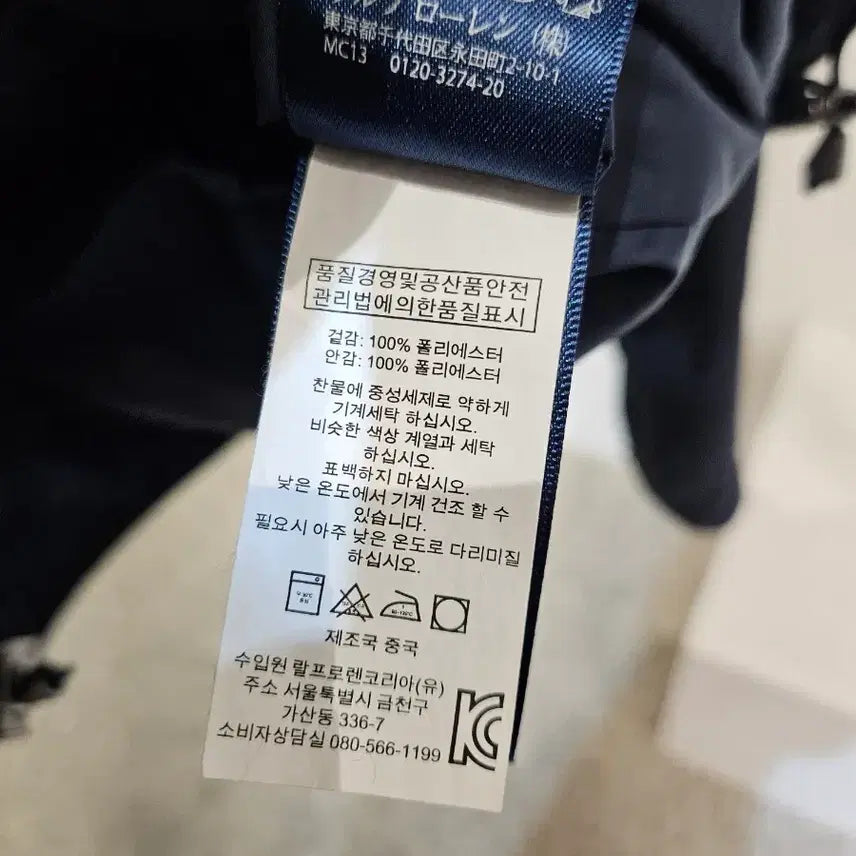 ローレン (株)
東京都千代田区永田町2-10-1
MC13 0120-3274-20
품질경영및공산품안전
관리법에의한품질표시
겉감: 100% 폴리에스터
안감: 100% 폴리에스터
찬물에 중성세제로 약하게
기계세탁 하십시오.
비슷한 색상 계열과 세탁
하십시오.
표백하지 마십시오.
낮은 온도에서 기계 건조 할 수
있습니다.
필요시 아주 낮은 온도로 다리미질
하십시오.
제조국 중국
수입원 랄프로렌코리아(유)
주소 서울특별시 금천구
가산동 336-7
소비자상담실 080-566-1199